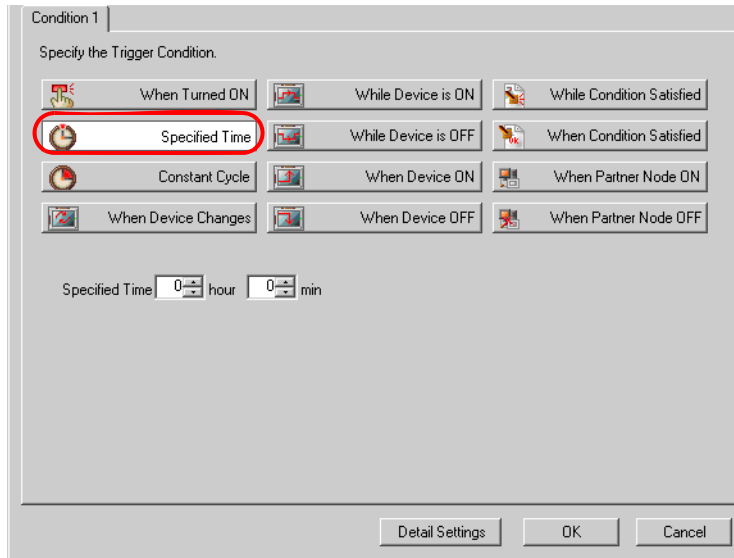 Condition 1
Specify the Trigger Condition.
When Turned ON While Device is ON While Condition Satisfied
Specified Time While Device is OFF When Condition Satisfied
Constant Cycle When Device ON When Partner Node ON
When Device Changes When Device OFF When Partner Node OFF
Specified Time 0 hour 0 min
Detail Settings OK Cancel